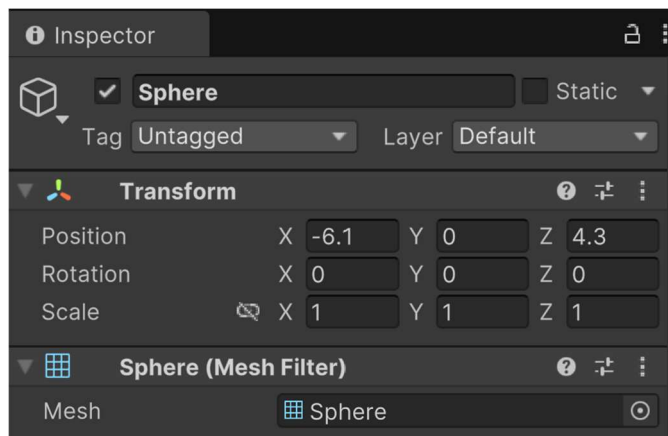 Inspector
Sphere Static
Tag Untagged Layer Default
Transform
Position X -6.1 Y 0 Z 4.3
Rotation X 0 Y 0 Z 0
Scale X 1 Y 1 Z 1
Sphere (Mesh Filter)
Mesh Sphere